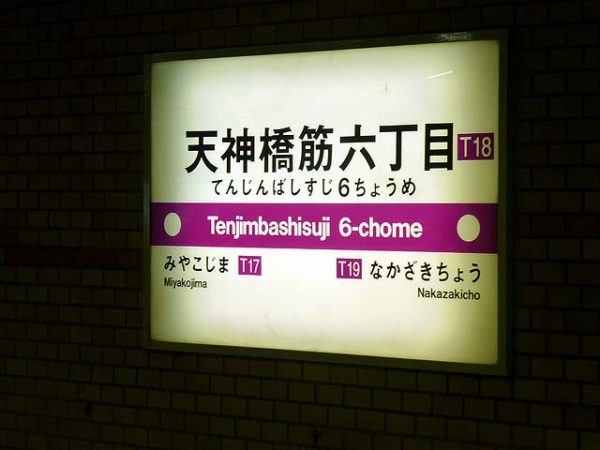 天神橋筋六丁目 T18
てんじんばしすじ6ちょうめ
Tenjimbashisuji 6-chome
みやこじま T17 T19 なかざきちょう
Miyakojima Nakazakicho